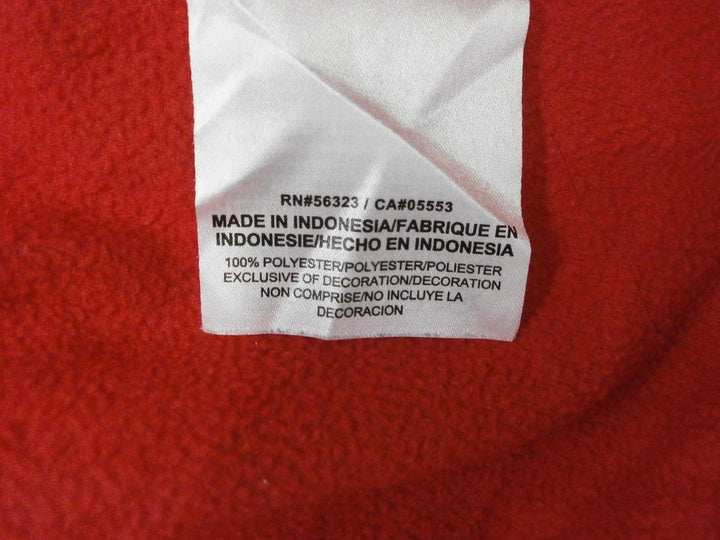 RN#56323 / CA#05553
MADE IN INDONESIA/FABRIQUE EN
INDONESIE/HECHO EN INDONESIA
100% POLYESTER/POLYESTER/POLIESTER
EXCLUSIVE OF DECORATION/DECORATION
NON COMPRISE/NO INCLUYE LA
DECORACION